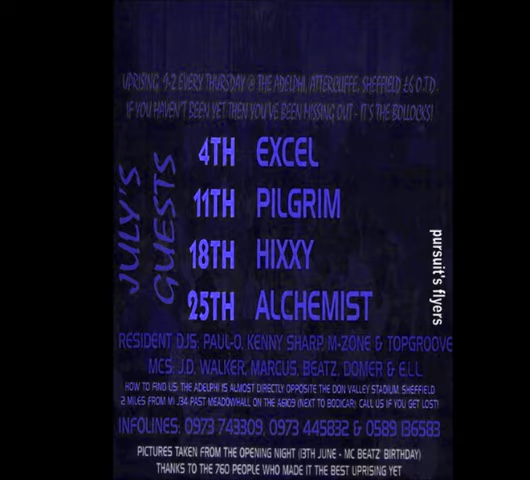 UPRISING 9-2 EVERY THURSDAY @ THE ADELPHI, ATTERCLIFFE, SHEFFIELD £6 O.T.D.
IF YOU HAVEN'T BEEN YET THEN YOU'VE BEEN MISSING OUT - IT'S THE BOLLOCKS!
JULY'S
GUESTS
4TH EXCEL
11TH PILGRIM
18TH HIXXY
25TH ALCHEMIST
pursuit's flyers
RESIDENT DJS, PAUL-O, KENNY SHARP, M-ZONE & TOPGROOVE
MCS, J.D. WALKER, MARCUS, BEATZ, DOMER & E.L.L.
HOW TO FIND US: THE ADELPHI IS ALMOST DIRECTLY OPPOSITE THE DON VALLEY STADIUM, SHEFFIELD
2 MILES FROM M1 J34 PAST MEADOWHALL ON THE A6109 (NEXT TO BODICAR) CALL US IF YOU GET LOST!
INFOLINES: 0973 743309, 0973 445832 & 0589 136583
PICTURES TAKEN FROM THE OPENING NIGHT (13TH JUNE - MC BEATZ BIRTHDAY)
THANKS TO THE 760 PEOPLE WHO MADE IT THE BEST UPRISING YET